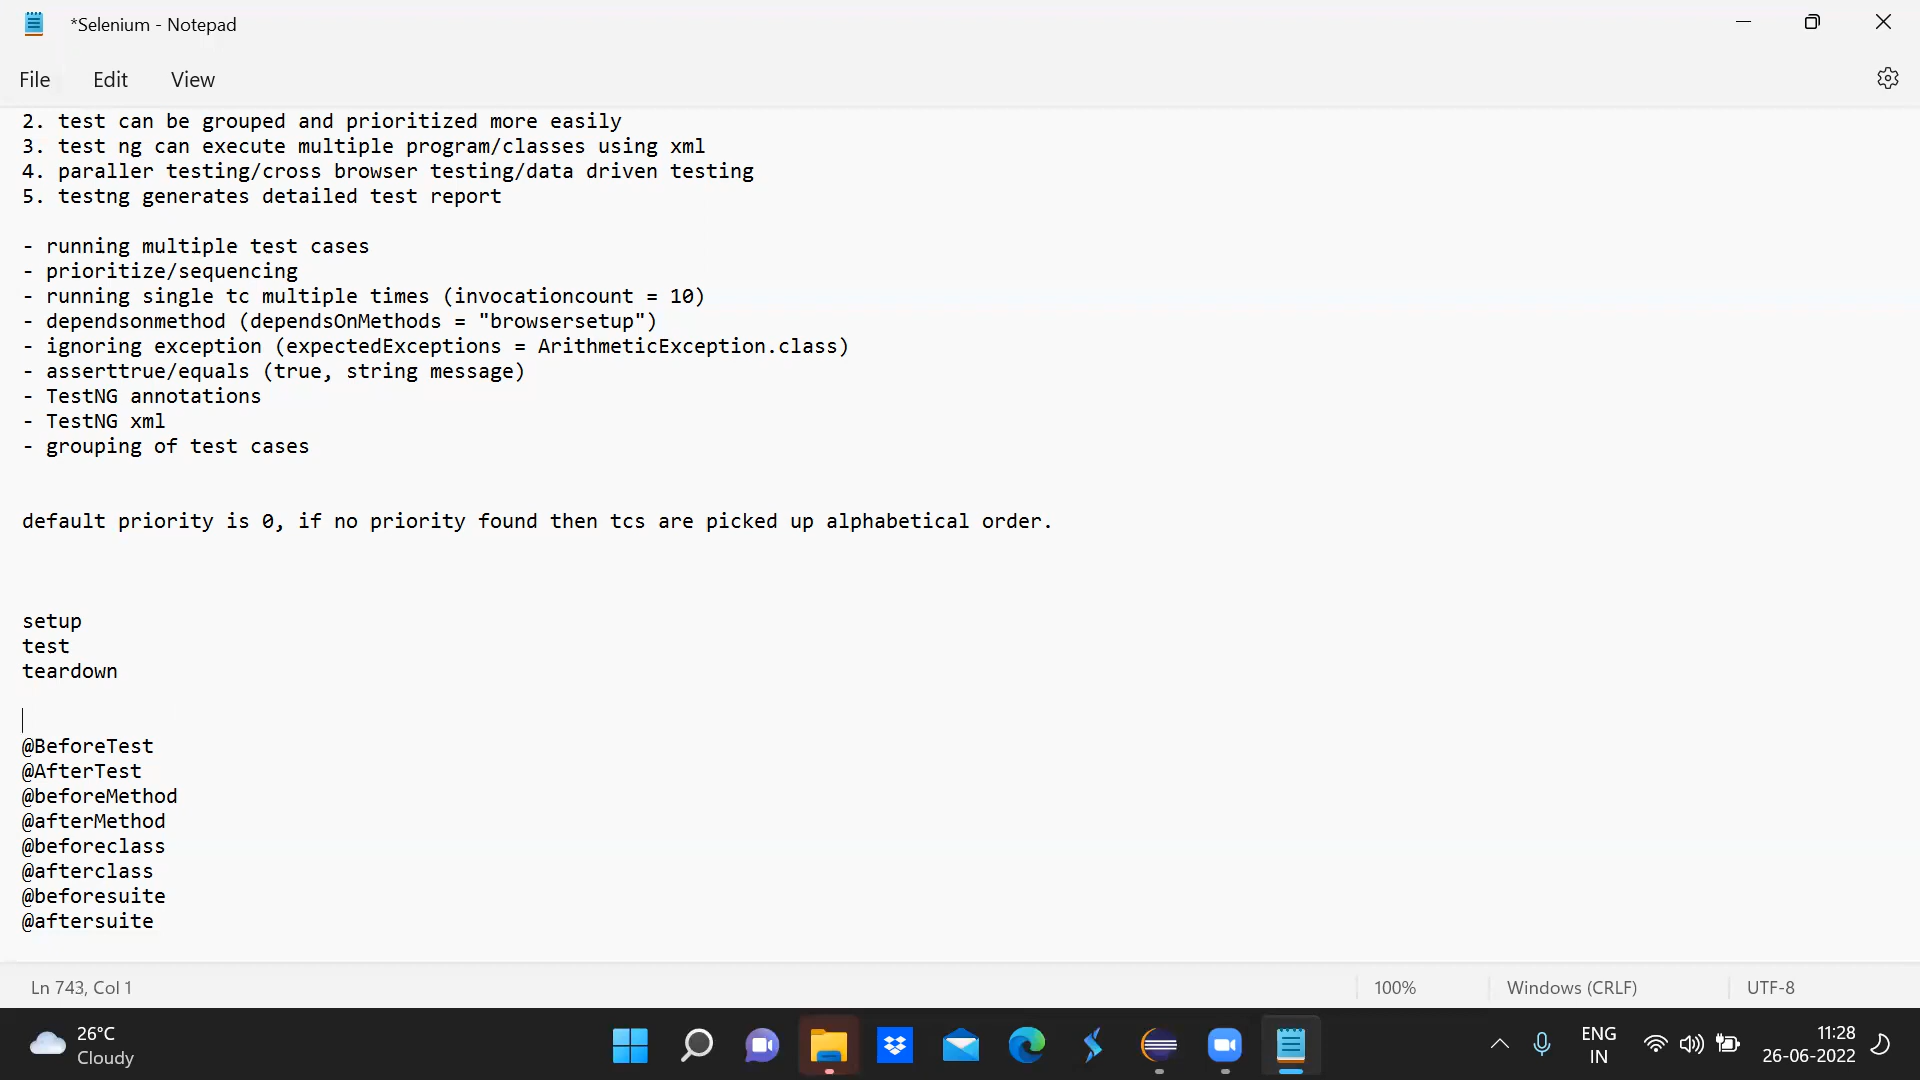 *Selenium - Notepad
File Edit View
2. test can be grouped and prioritized more easily
3. test ng can execute multiple program/classes using xml
4. paraller testing/cross browser testing/data driven testing
5. testng generates detailed test report
- running multiple test cases
- prioritize/sequencing
- running single tc multiple times (invocationcount = 10)
- dependsonmethod (dependsOnMethods = "browsersetup")
- ignoring exception (expectedExceptions = ArithmeticException.class)
- asserttrue/equals (true, string message)
- TestNG annotations
- TestNG xml
- grouping of test cases
default priority is 0, if no priority found then tcs are picked up alphabetical order.
setup
test
teardown
@BeforeTest
@AfterTest
@beforeMethod
@afterMethod
@beforeclass
@afterclass
@beforesuite
@aftersuite
Ln 743, Col 1 100% Windows (CRLF) UTF-8
26°C
Cloudy
ENG
IN
11:28
26-06-2022